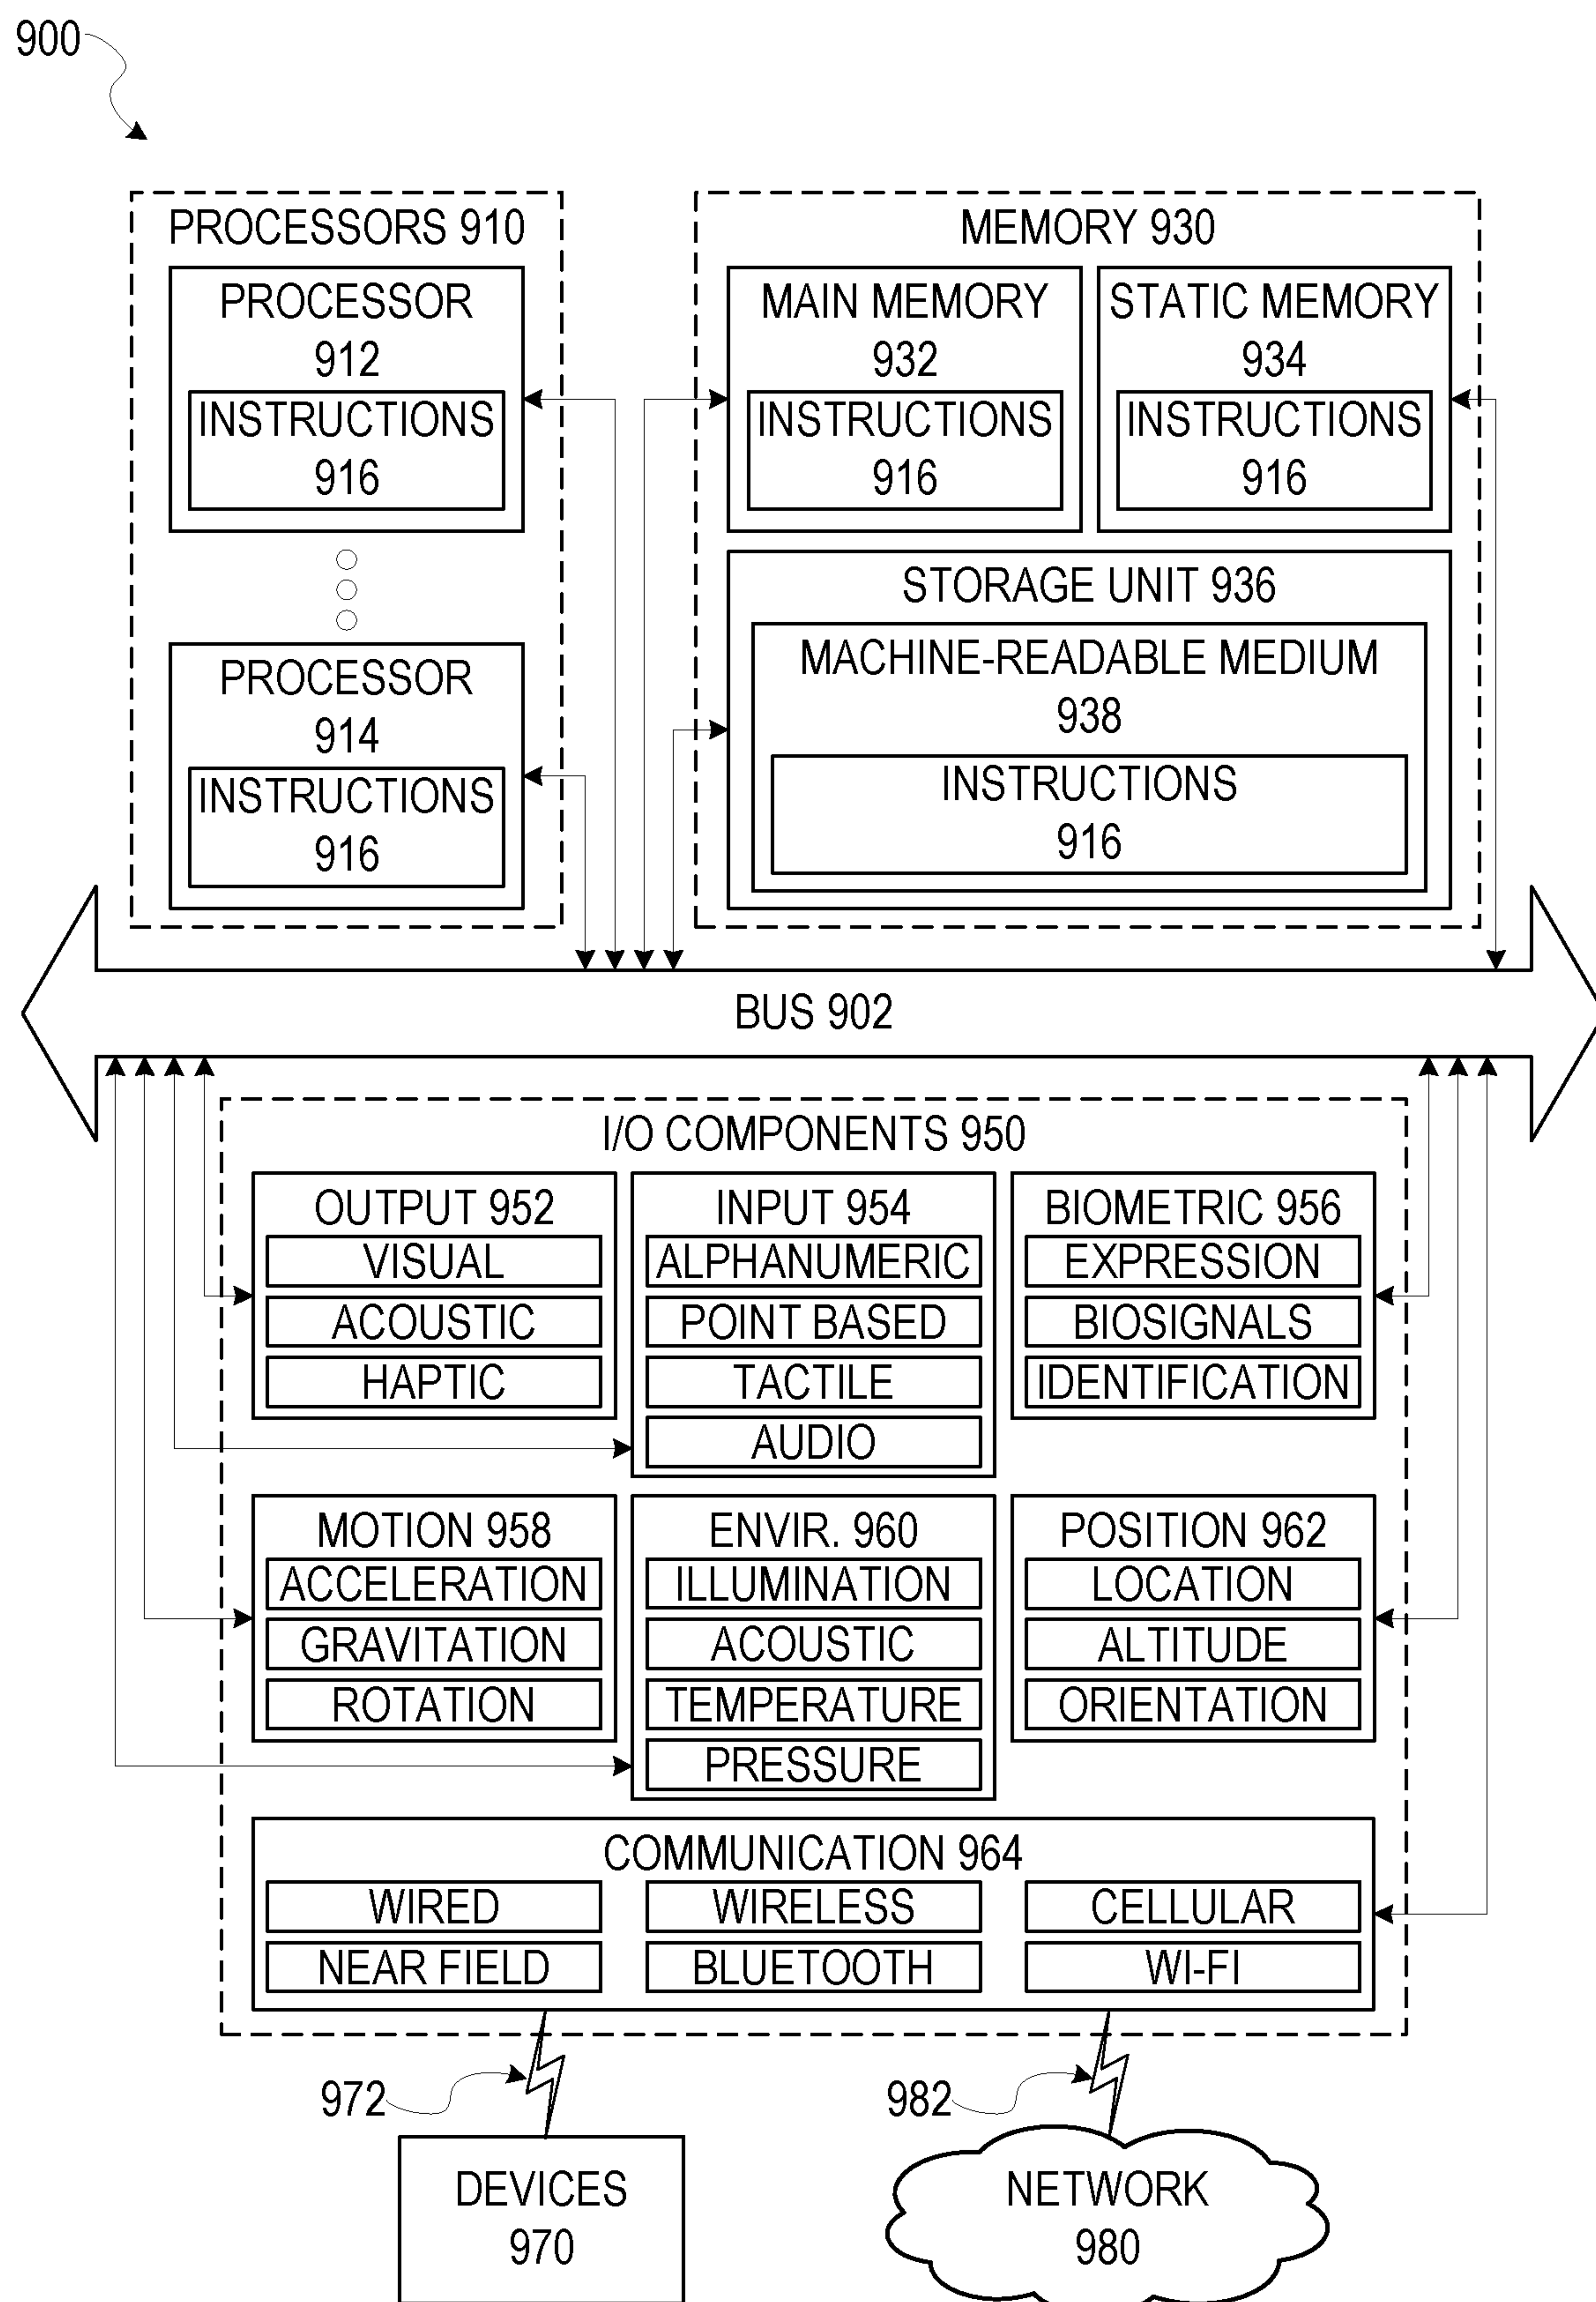 900
PROCESSORS 910
PROCESSOR
912
INSTRUCTIONS
916
PROCESSOR
914
INSTRUCTIONS
916
MEMORY 930
MAIN MEMORY
932
INSTRUCTIONS
916
STATIC MEMORY
934
INSTRUCTIONS
916
STORAGE UNIT 936
MACHINE-READABLE MEDIUM
938
INSTRUCTIONS
916
BUS 902
I/O COMPONENTS 950
OUTPUT 952
VISUAL
ACOUSTIC
HAPTIC
INPUT 954
ALPHANUMERIC
POINT BASED
TACTILE
AUDIO
BIOMETRIC 956
EXPRESSION
BIOSIGNALS
IDENTIFICATION
MOTION 958
ACCELERATION
GRAVITATION
ROTATION
ENVIR. 960
ILLUMINATION
ACOUSTIC
TEMPERATURE
PRESSURE
POSITION 962
LOCATION
ALTITUDE
ORIENTATION
COMMUNICATION 964
WIRED
WIRELESS
CELLULAR
NEAR FIELD
BLUETOOTH
WI-FI
972
982
DEVICES
970
NETWORK
980